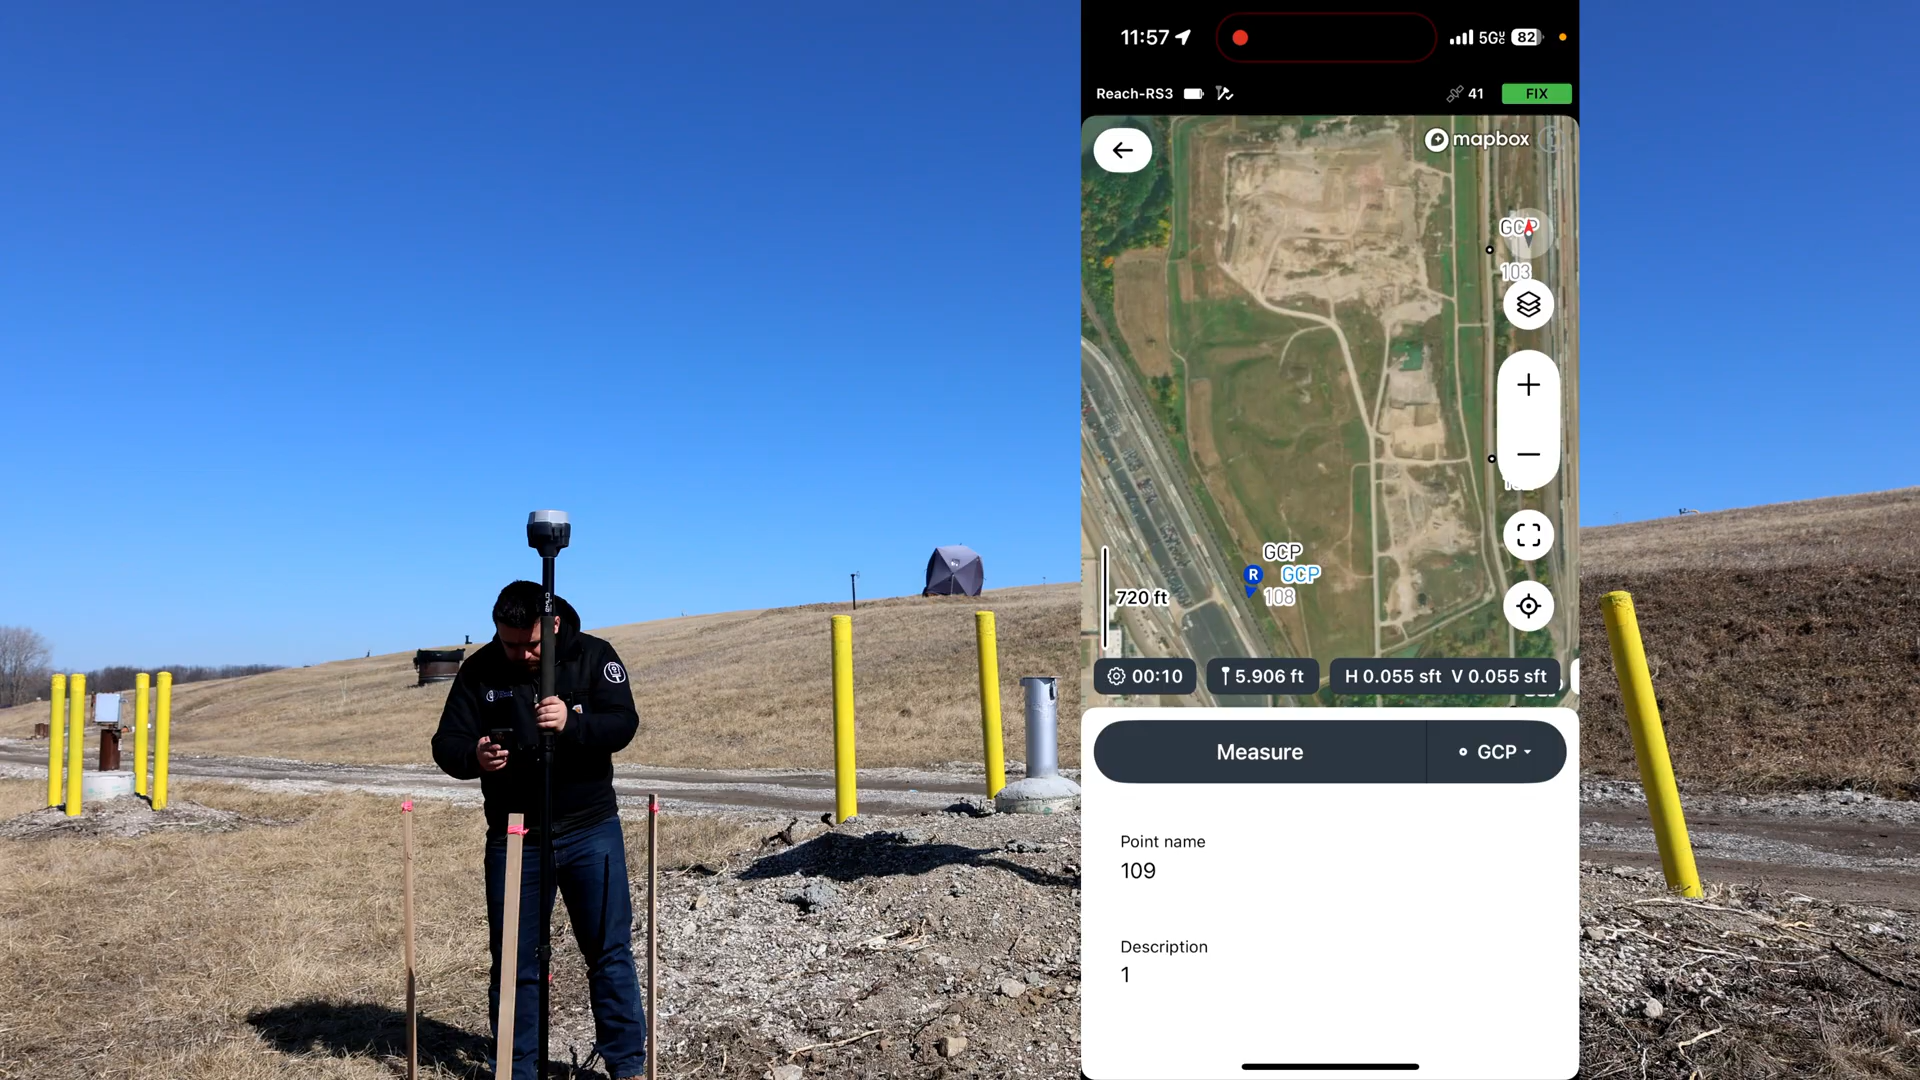 11:57
5G 82
Reach-RS3
41
FIX
mapbox
GCP
103
GCP
R
GCP
108
720 ft
00:10
5.906 ft
H 0.055 sft V 0.055 sft
Measure
GCP
Point name
109
Description
1